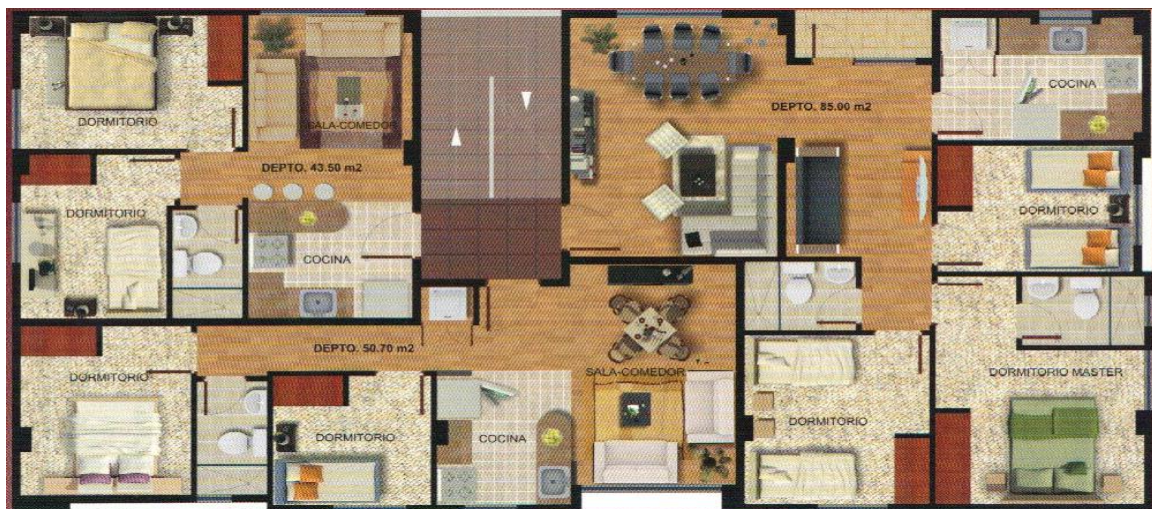 DORMITORIO
SALA-COMEDOR
DEPTO. 43.50 m2
DORMITORIO
COCINA
DEPTO. 85.00 m2
COCINA
DORMITORIO
DEPTO. 50.70 m2
DORMITORIO
DORMITORIO
COCINA
SALA-COMEDOR
DORMITORIO
DORMITORIO MASTER